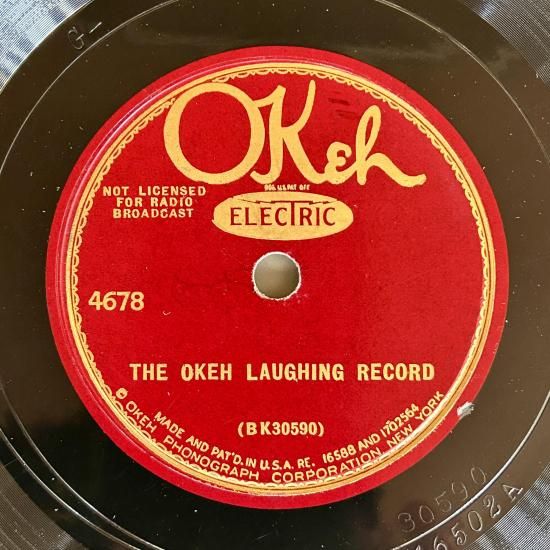 G-
OKeh
REG. U.S. PAT. OFF.
ELECTRIC
NOT LICENSED
FOR RADIO
BROADCAST
4678
THE OKEH LAUGHING RECORD
(BK30590)
MADE AND PAT'D. IN U.S.A. RE. 16588 AND 1702564
© OKEH PHONOGRAPH CORPORATION NEW YORK
30590